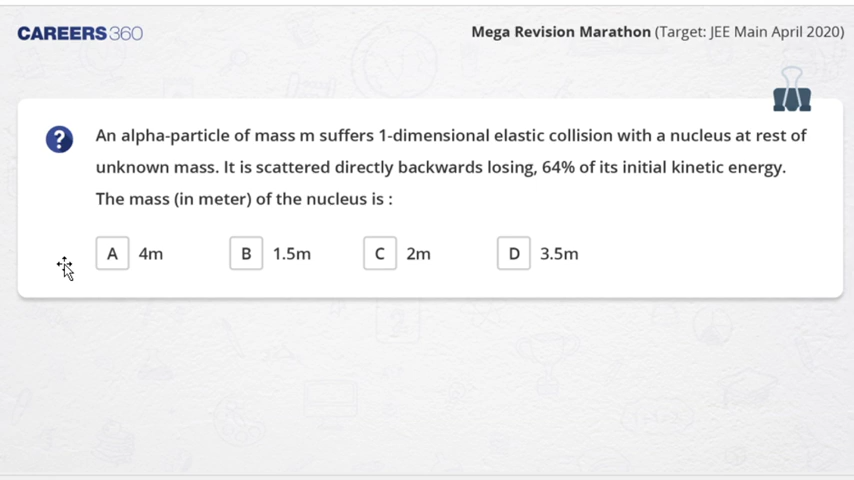 CAREERS360
Mega Revision Marathon (Target: JEE Main April 2020)
?
An alpha-particle of mass m suffers 1-dimensional elastic collision with a nucleus at rest of
unknown mass. It is scattered directly backwards losing, 64% of its initial kinetic energy.
The mass (in meter) of the nucleus is :
A 4m B 1.5m C 2m D 3.5m